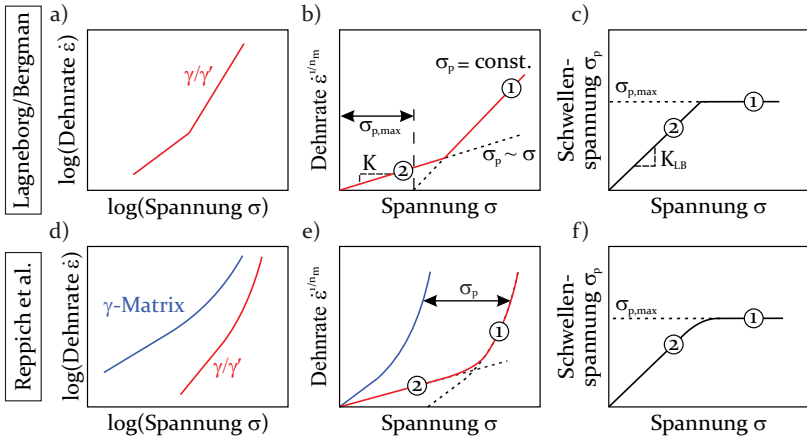 Lagneborg/Bergman
a)
log(Dehnrate ε̇)
γ/γ'
log(Spannung σ)
b)
Dehnrate ε̇^1/n_m
σ_p = const.
①
σ_p,max
K
②
σ_p ~ σ
Spannung σ
c)
Schwellen-
spannung σ_p
σ_p,max
①
②
K_LB
Spannung σ
Reppich et al.
d)
log(Dehnrate ε̇)
γ-Matrix
γ/γ'
log(Spannung σ)
e)
Dehnrate ε̇^1/n_m
σ_p
①
②
Spannung σ
f)
Schwellen-
spannung σ_p
σ_p,max
①
②
Spannung σ